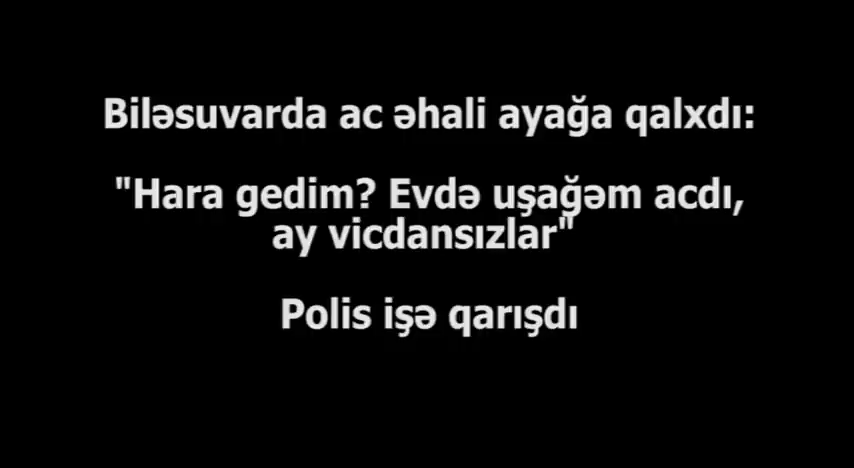 Biləsuvarda ac əhali ayağa qalxdı:
"Hara gedim? Evdə uşağəm acdı,
ay vicdansızlar"
Polis işə qarışdı